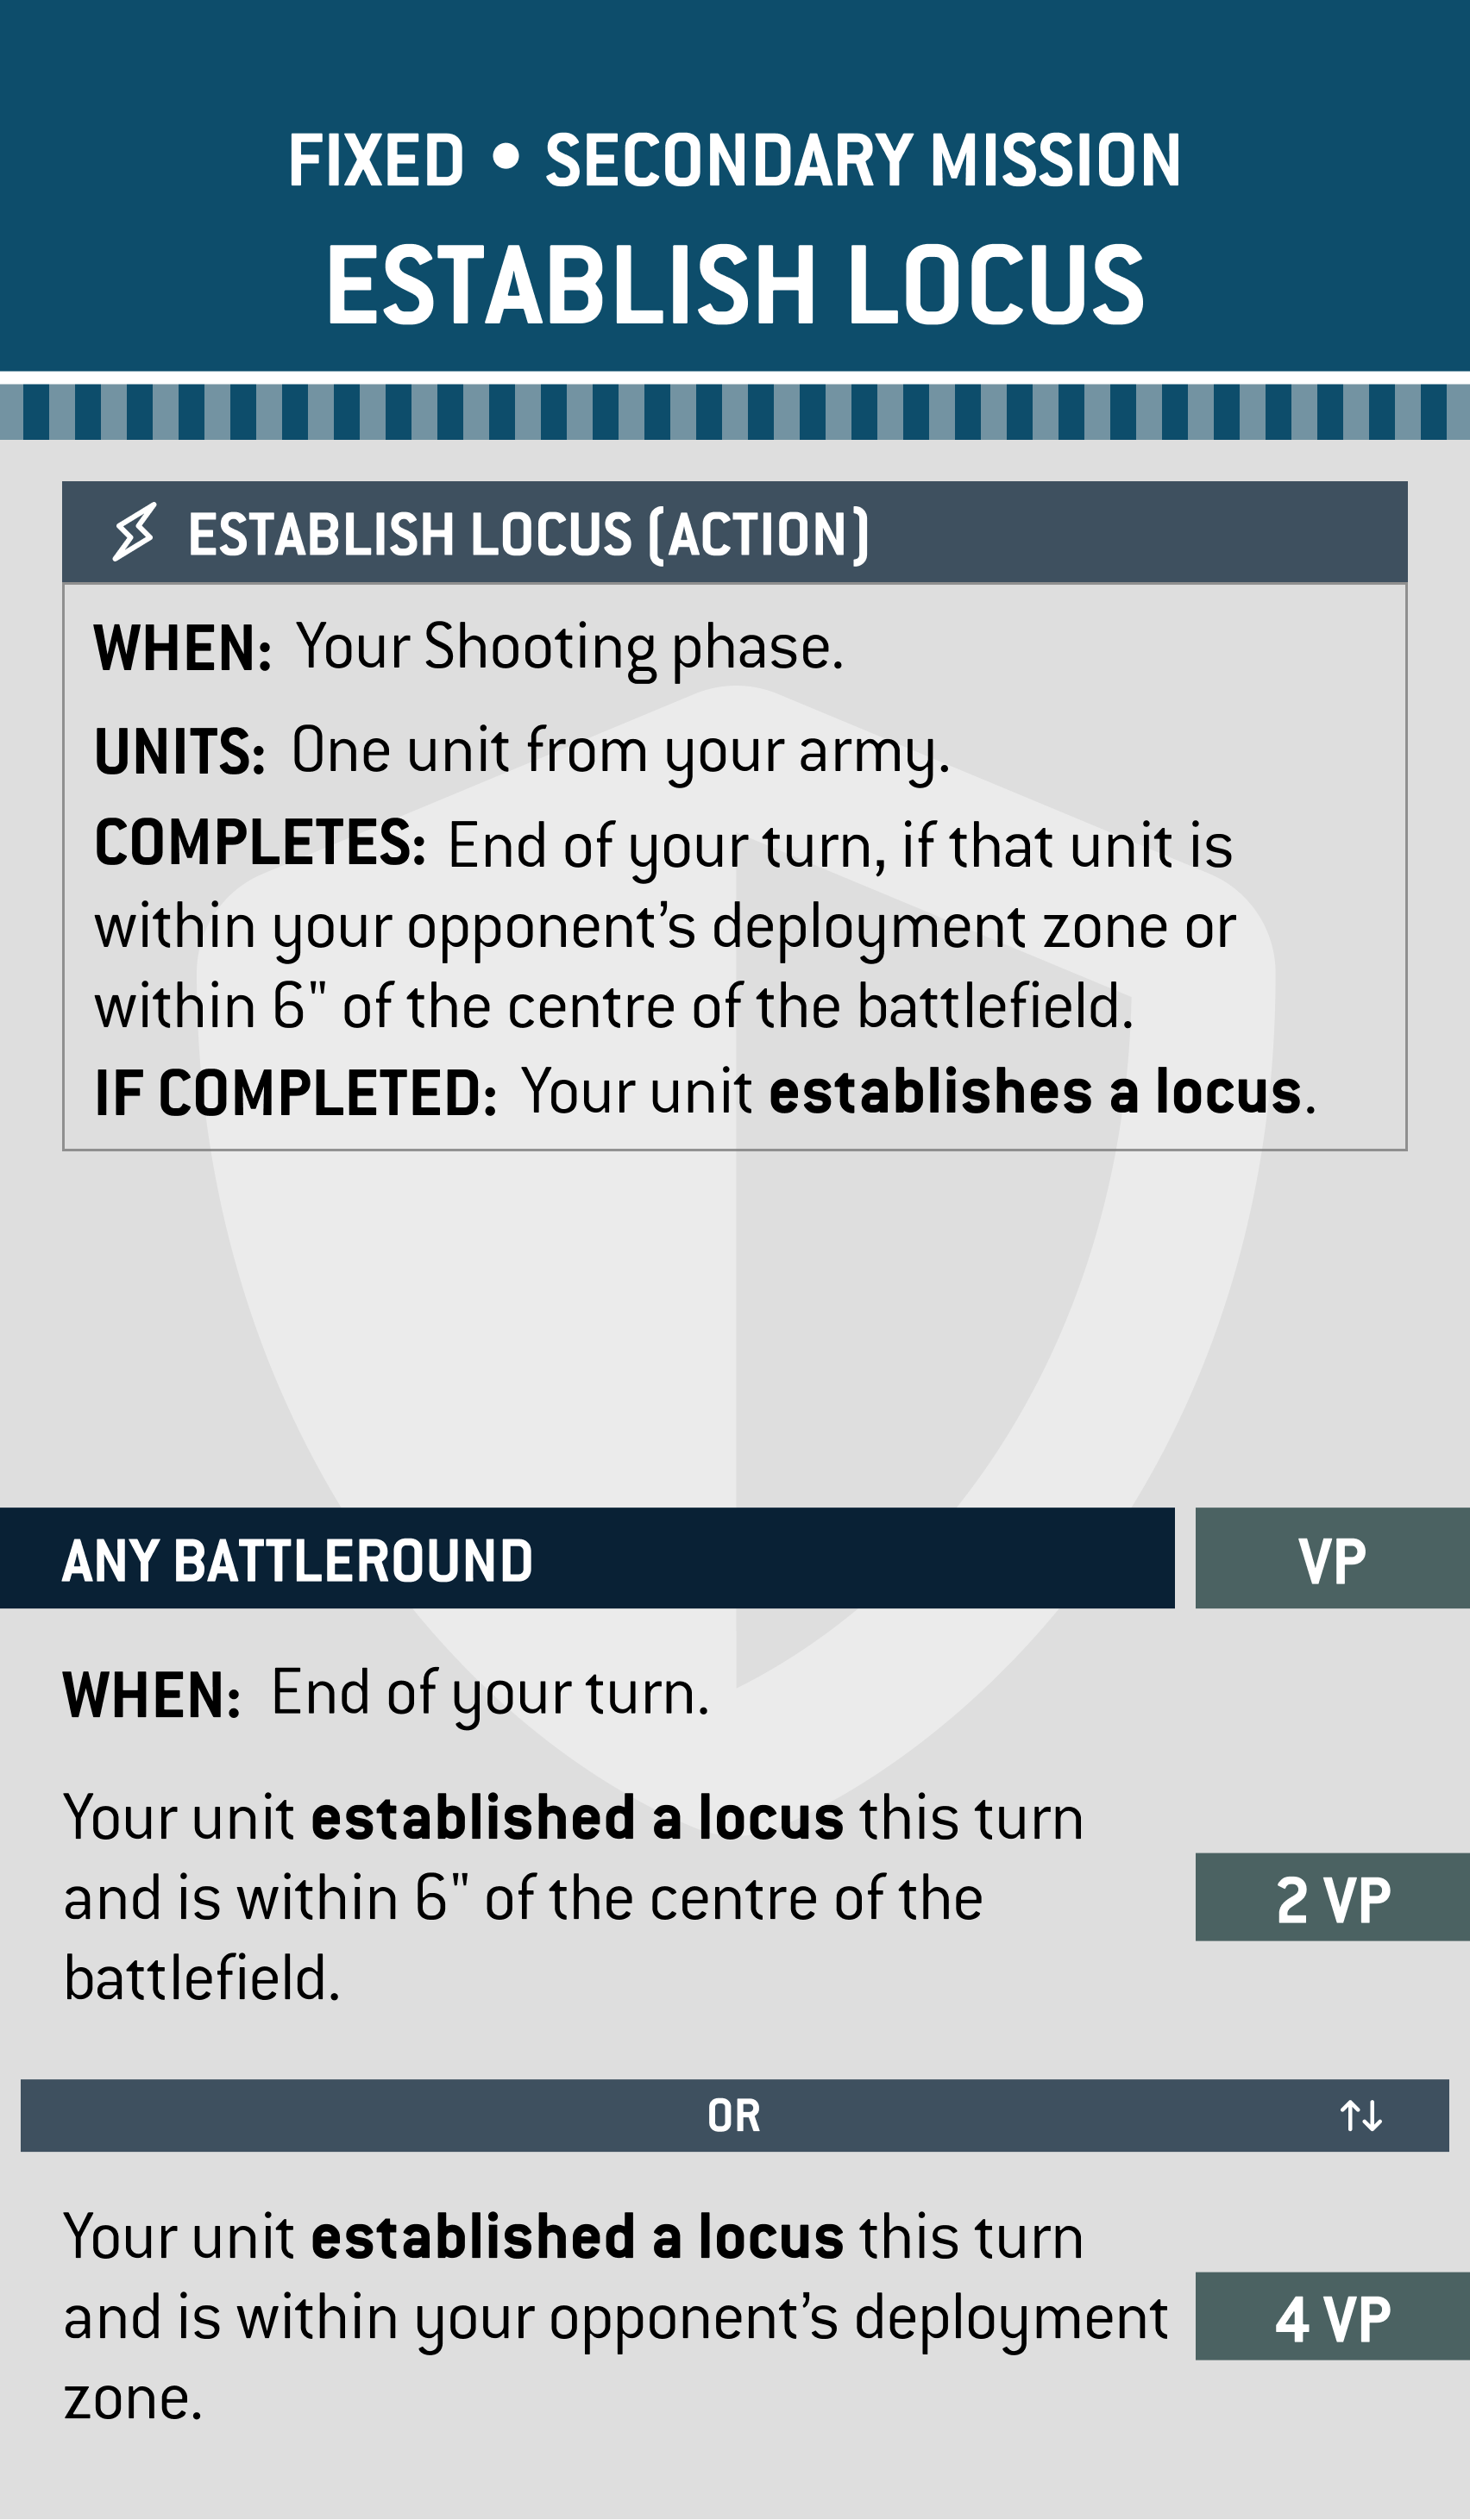 FIXED • SECONDARY MISSION
ESTABLISH LOCUS
ESTABLISH LOCUS (ACTION)
WHEN: Your Shooting phase.
UNITS: One unit from your army.
COMPLETES: End of your turn, if that unit is
within your opponent’s deployment zone or
within 6" of the centre of the battlefield.
IF COMPLETED: Your unit establishes a locus.
ANY BATTLEROUND
VP
WHEN: End of your turn.
Your unit established a locus this turn
and is within 6" of the centre of the
battlefield.
2 VP
OR
Your unit established a locus this turn
and is within your opponent’s deployment
zone.
4 VP